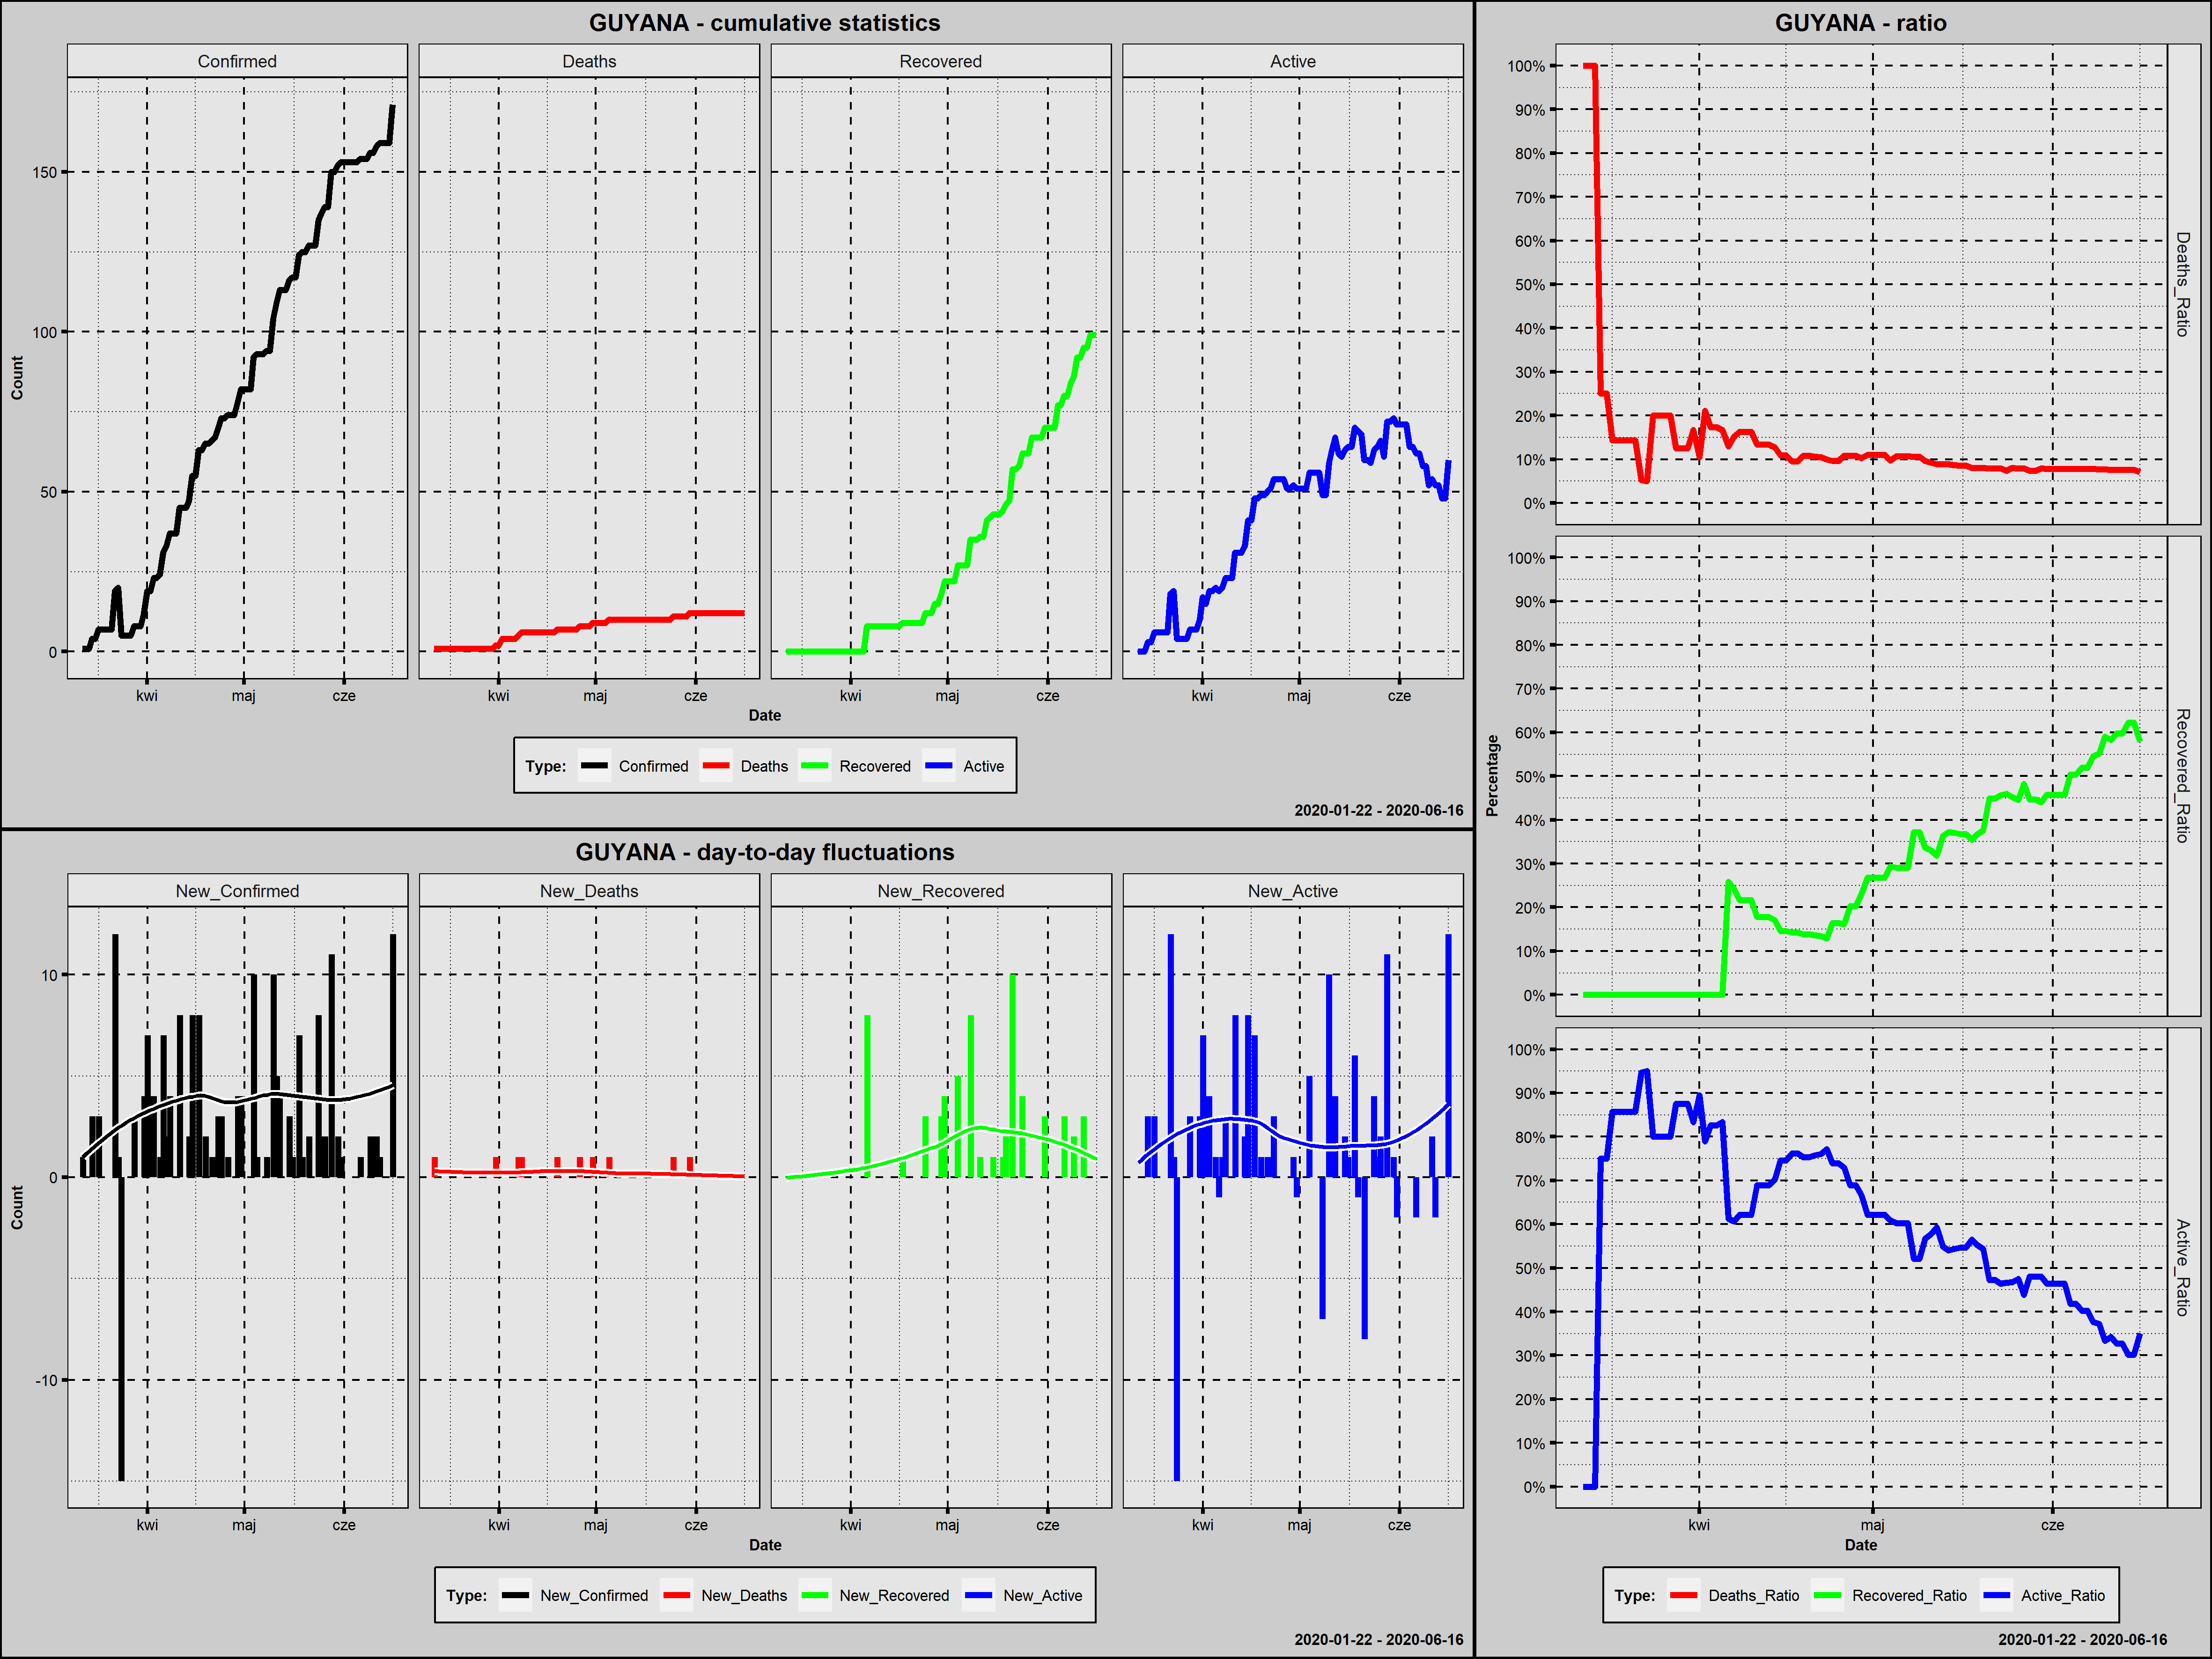 GUYANA - cumulative statistics
Confirmed Deaths Recovered Active
150
100
50
0
Count
kwi maj cze kwi maj cze kwi maj cze kwi maj cze
Date
Type: Confirmed Deaths Recovered Active
2020-01-22 - 2020-06-16
GUYANA - day-to-day fluctuations
New_Confirmed New_Deaths New_Recovered New_Active
10
0
-10
Count
kwi maj cze kwi maj cze kwi maj cze kwi maj cze
Date
Type: New_Confirmed New_Deaths New_Recovered New_Active
2020-01-22 - 2020-06-16
GUYANA - ratio
100%
90%
80%
70%
60%
50%
40%
30%
20%
10%
0%
Deaths_Ratio
100%
90%
80%
70%
60%
50%
40%
30%
20%
10%
0%
Recovered_Ratio
Percentage
100%
90%
80%
70%
60%
50%
40%
30%
20%
10%
0%
Active_Ratio
kwi maj cze
Date
Type: Deaths_Ratio Recovered_Ratio Active_Ratio
2020-01-22 - 2020-06-16